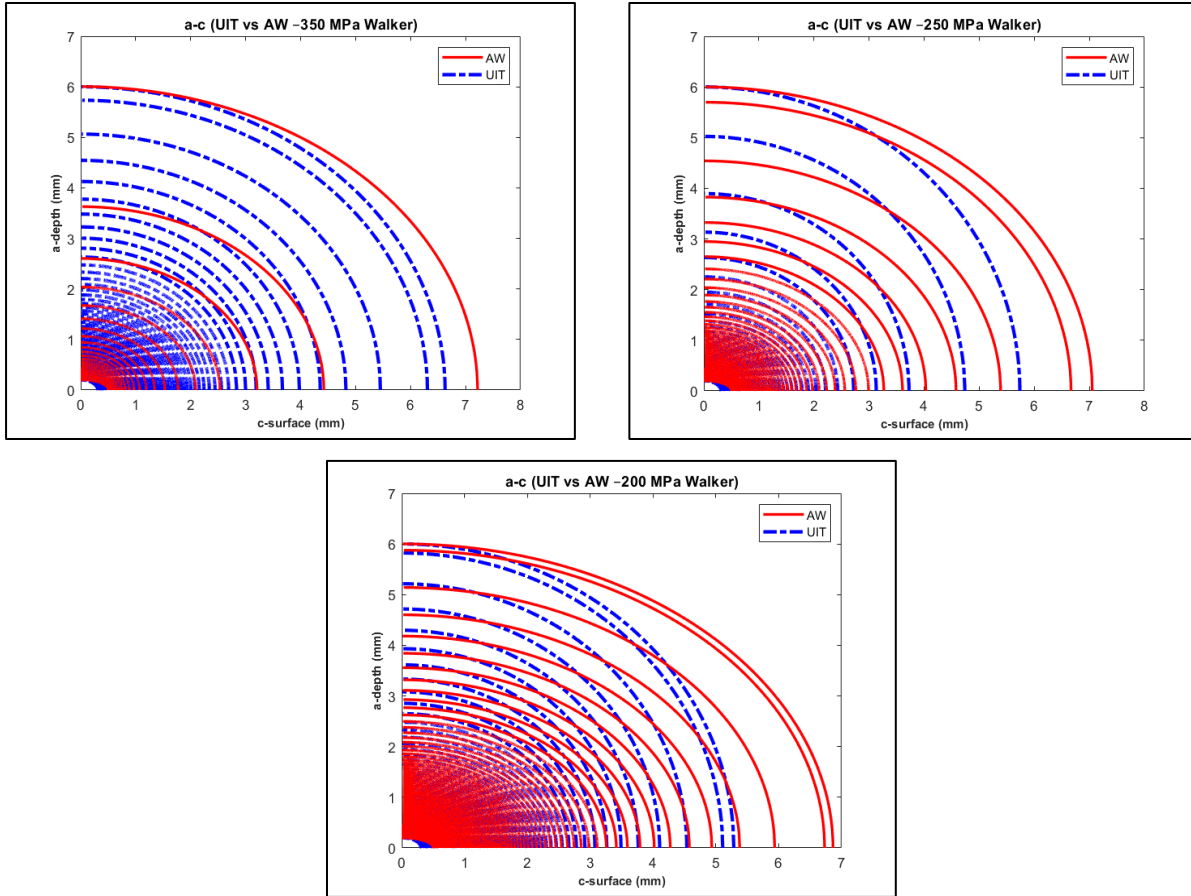 a-c (UIT vs AW –350 MPa Walker)
7
6
5
4
3
2
1
0
a-depth (mm)
AW
UIT
0 1 2 3 4 5 6 7 8
c-surface (mm)
a-c (UIT vs AW –250 MPa Walker)
7
6
5
4
3
2
1
0
a-depth (mm)
AW
UIT
0 1 2 3 4 5 6 7 8
c-surface (mm)
a-c (UIT vs AW –200 MPa Walker)
7
6
5
4
3
2
1
0
a-depth (mm)
AW
UIT
0 1 2 3 4 5 6 7
c-surface (mm)